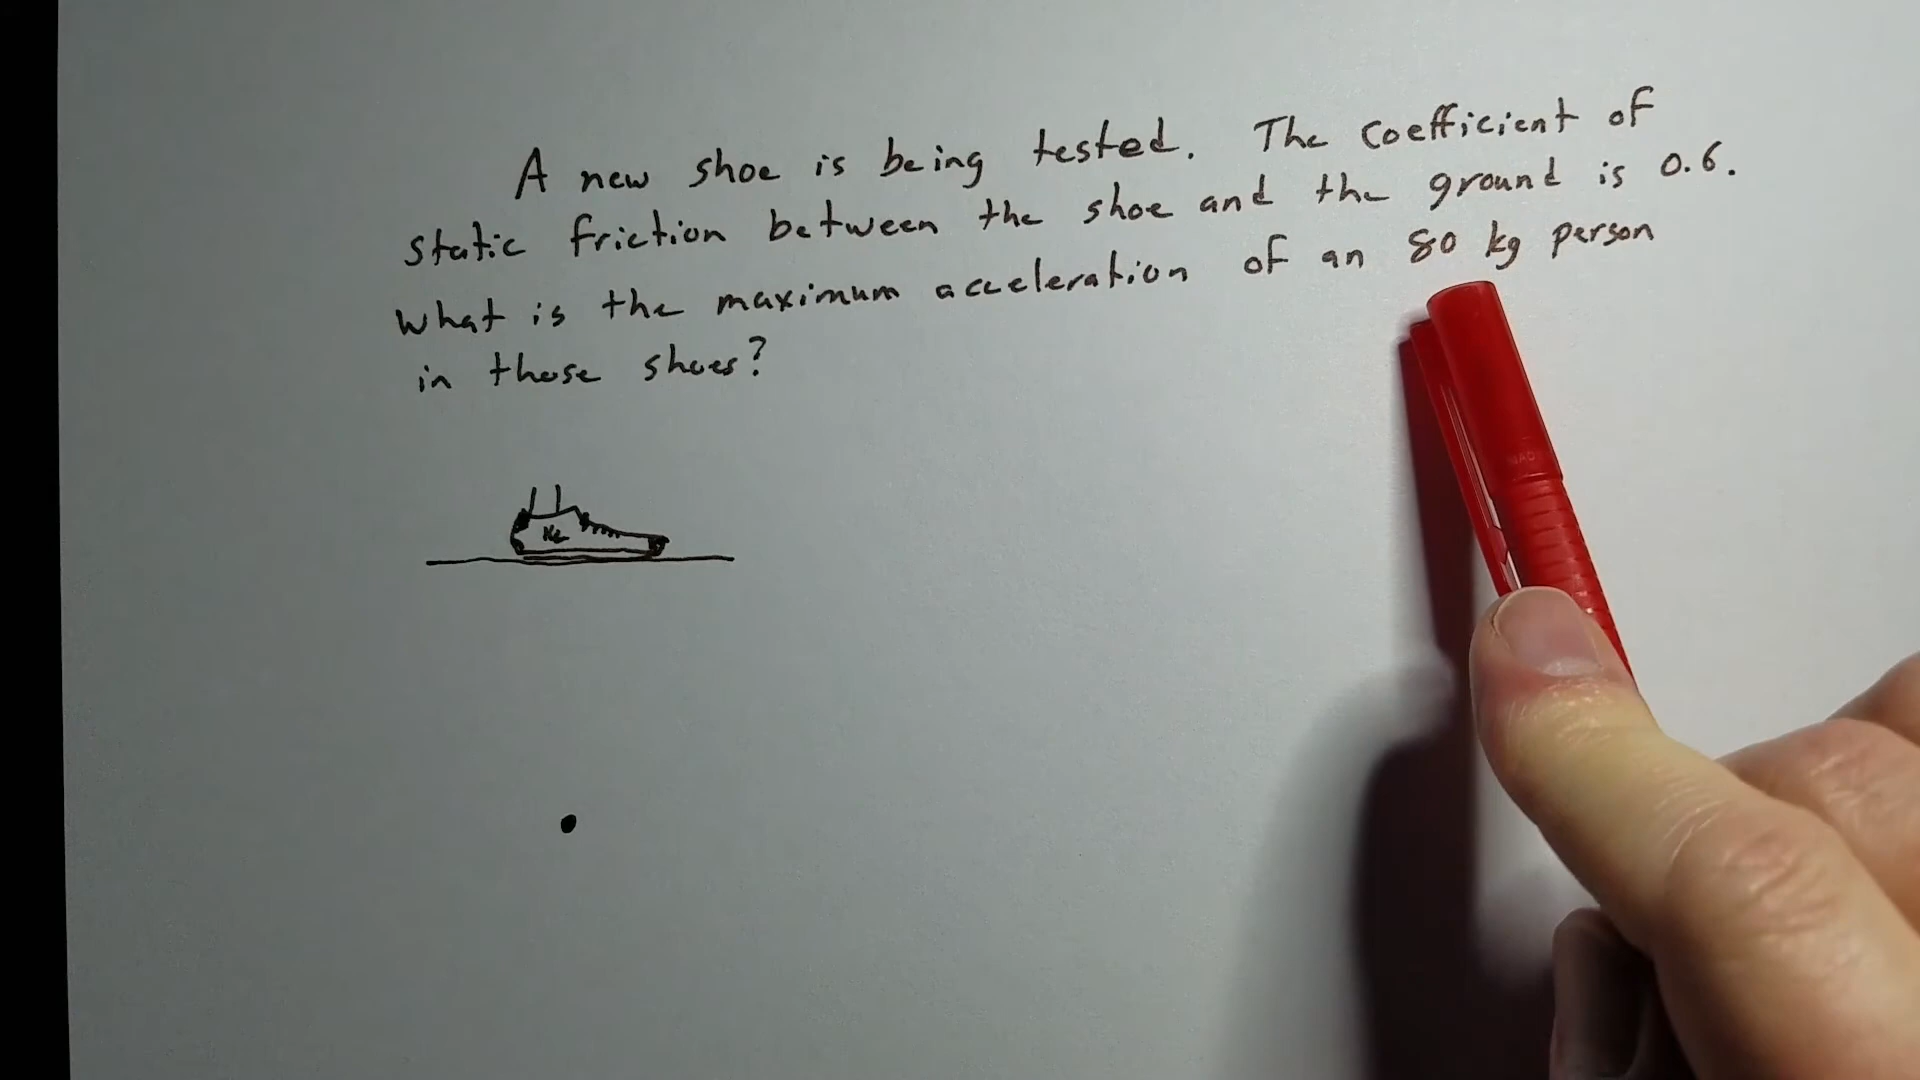 A new shoe is being tested. The coefficient of
static friction between the shoe and the ground is 0.6.
What is the maximum acceleration of an 80 kg person
in those shoes?